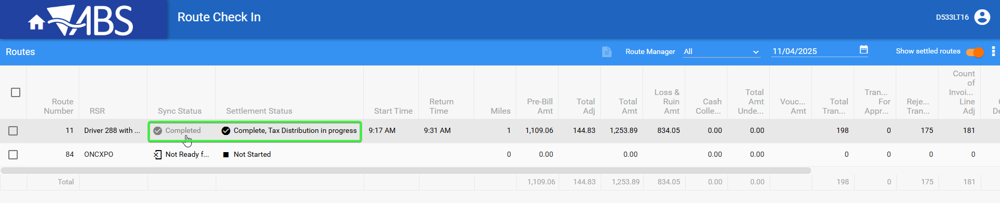 ABS
Route Check In
D533LT16
Routes
Route Manager All
11/04/2025
Show settled routes
Route Number
RSR
Sync Status
Settlement Status
Start Time
Return Time
Miles
Pre-Bill Amt
Total Adj
Total Amt
Loss & Ruin Amt
Cash Colle...
Total Amt Unde...
Vouc... Amt
Total Tran...
Tran... For Appr...
Reje... Tran...
Count of Invoi... Line Adj
11 Driver 288 with ... Completed Complete, Tax Distribution in progress 9:17 AM 9:31 AM 1 1,109.06 144.83 1,253.89 834.05 0.00 0.00 198 0 175 181
84 ONCXPO Not Ready f... Not Started 0 0.00 0.00 0.00 0.00 0 0 0 0
Total 1,109.06 144.83 1,253.89 834.05 0.00 0.00 198 0 175 181